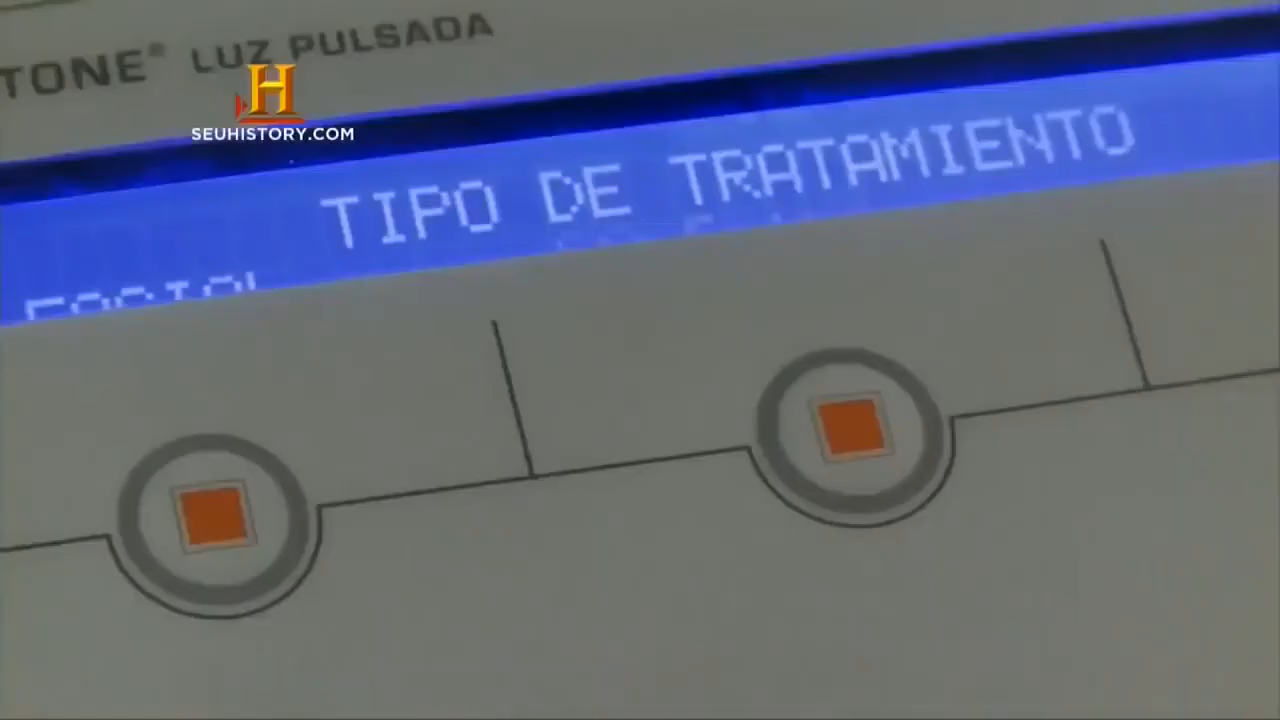 TONE® LUZ PULSADA
H
SEUHISTORY.COM
TIPO DE TRATAMIENTO